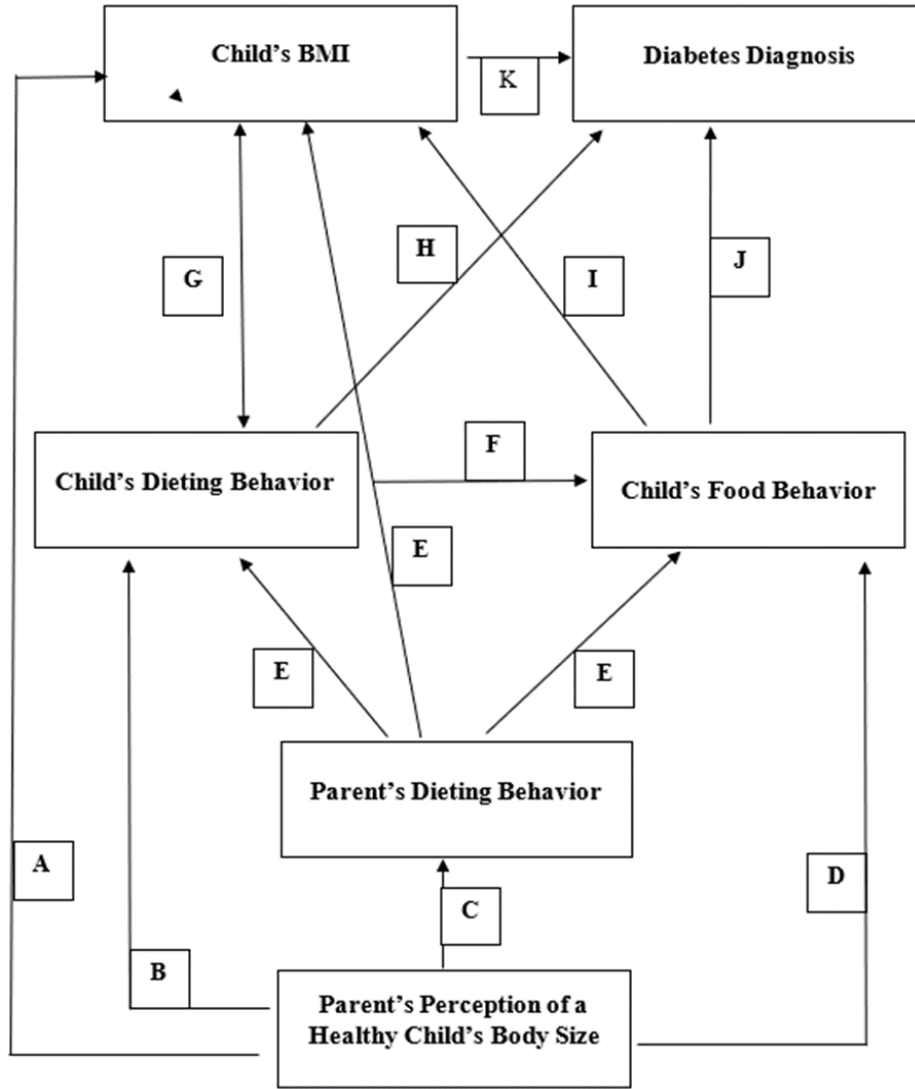 Child’s BMI
Diabetes Diagnosis
K
H
G
I
J
F
Child’s Dieting Behavior
Child’s Food Behavior
E
E
E
Parent’s Dieting Behavior
A
D
C
B
Parent’s Perception of a
Healthy Child’s Body Size